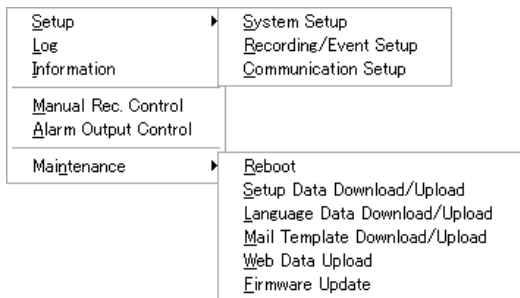 Setup
Log
Information
Manual Rec. Control
Alarm Output Control
Maintenance
System Setup
Recording/Event Setup
Communication Setup
Reboot
Setup Data Download/Upload
Language Data Download/Upload
Mail Template Download/Upload
Web Data Upload
Firmware Update